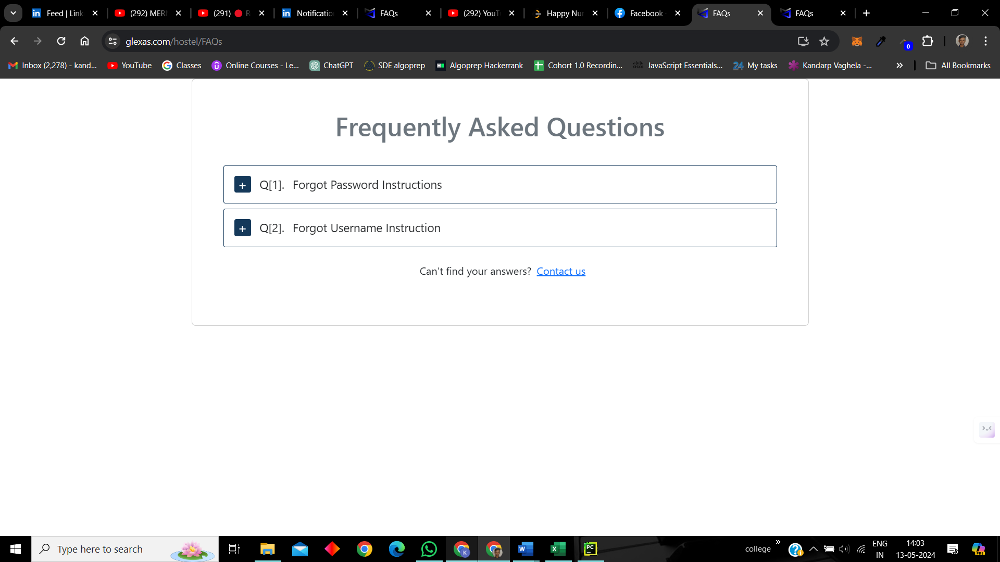 Feed | Link
(292) MER
(291)
Notificatio
FAQs
(292) YouT
Happy Nu
Facebook
FAQs
FAQs
glexas.com/hostel/FAQs
0
Inbox (2,278) - kand...
YouTube
Classes
Online Courses - Le...
ChatGPT
SDE algoprep
Algoprep Hackerrank
Cohort 1.0 Recordin...
JavaScript Essentials...
24 My tasks
Kandarp Vaghela -...
All Bookmarks
Frequently Asked Questions
+ Q[1]. Forgot Password Instructions
+ Q[2]. Forgot Username Instruction
Can't find your answers? Contact us
Type here to search
college
ENG
IN
14:03
13-05-2024